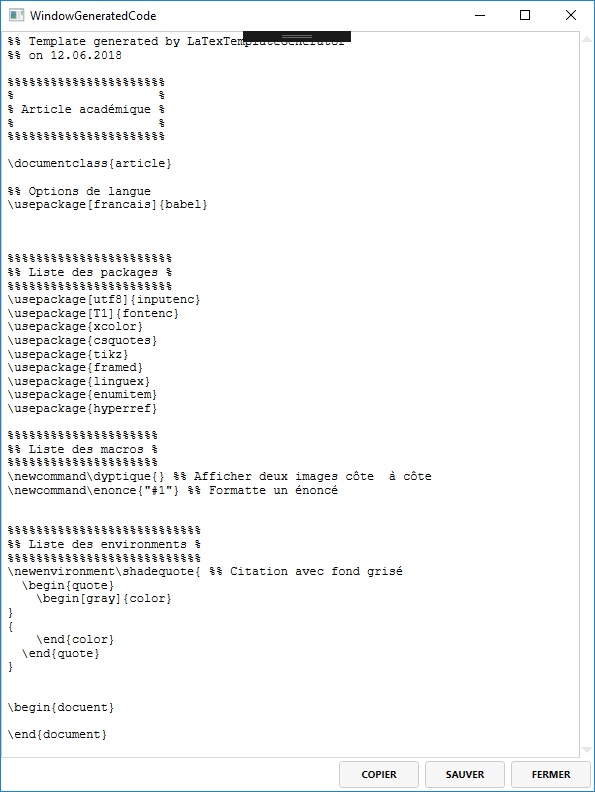 WindowGeneratedCode
%% Template generated by LaTexTemplateGenerator
%% on 12.06.2018
%%%%%%%%%%%%%%%%%%%%%%
%                    %
% Article académique %
%                    %
%%%%%%%%%%%%%%%%%%%%%%
\documentclass{article}
%% Options de langue
\usepackage[francais]{babel}
%%%%%%%%%%%%%%%%%%%%%%%
%% Liste des packages %
%%%%%%%%%%%%%%%%%%%%%%%
\usepackage[utf8]{inputenc}
\usepackage[T1]{fontenc}
\usepackage{xcolor}
\usepackage{csquotes}
\usepackage{tikz}
\usepackage{framed}
\usepackage{linguex}
\usepackage{enumitem}
\usepackage{hyperref}
%%%%%%%%%%%%%%%%%%%%%
%% Liste des macros %
%%%%%%%%%%%%%%%%%%%%%
\newcommand\dyptique{} %% Afficher deux images côte  à côte
\newcommand\enonce{"#1"} %% Formatte un énoncé
%%%%%%%%%%%%%%%%%%%%%%%%%%%
%% Liste des environments %
%%%%%%%%%%%%%%%%%%%%%%%%%%%
\newenvironment\shadequote{ %% Citation avec fond grisé
  \begin{quote}
    \begin[gray]{color}
}
{
    \end{color}
  \end{quote}
}
\begin{docuent}
\end{document}
COPIER SAUVER FERMER